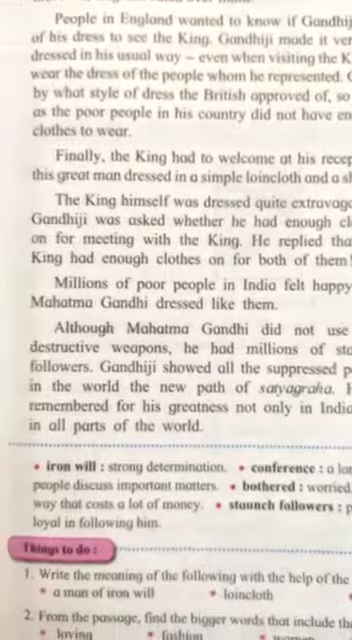 People in England wanted to know if Gandhij
of his dress to see the King. Gandhiji made it ver
dressed in his usual way – even when visiting the K
wear the dress of the people whom he represented.
by what style of dress the British approved of, so
as the poor people in his country did not have en
clothes to wear.
Finally, the King had to welcome at his recep
this great man dressed in a simple loincloth and a sh
The King himself was dressed quite extravaga
Gandhiji was asked whether he had enough cl
on for meeting with the King. He replied tha
King had enough clothes on for both of them!
Millions of poor people in India felt happy
Mahatma Gandhi dressed like them.
Although Mahatma Gandhi did not use
destructive weapons, he had millions of sta
followers. Gandhiji showed all the suppressed p
in the world the new path of satyagraha. H
remembered for his greatness not only in India
in all parts of the world.
• iron will : strong determination. • conference : a lar
people discuss important matters. • bothered : worried
way that costs a lot of money. • staunch followers : p
loyal in following him.
Things to do :
1. Write the meaning of the following with the help of the
• a man of iron will • loincloth
2. From the passage, find the bigger words that include the
• loving • fashion • woman